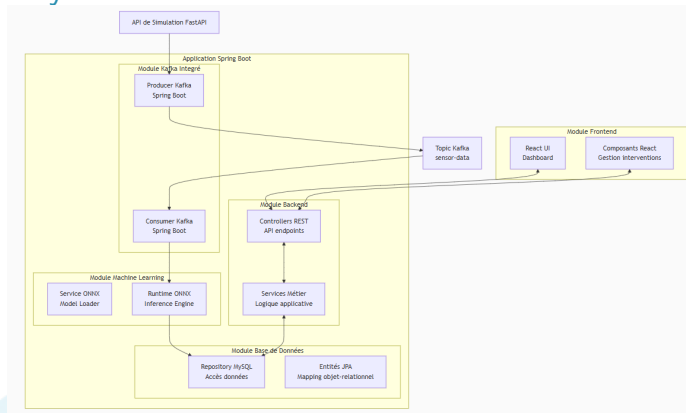 API de Simulation FastAPI
Application Spring Boot
Module Kafka Intégré
Producer Kafka
Spring Boot
Module Frontend
Topic Kafka
sensor-data
React UI
Dashboard
Composants React
Gestion interventions
Module Backend
Consumer Kafka
Spring Boot
Controllers REST
API endpoints
Module Machine Learning
Service ONNX
Model Loader
Runtime ONNX
Inference Engine
Services Métier
Logique applicative
Module Base de Données
Repository MySQL
Accès données
Entités JPA
Mapping objet-relationnel